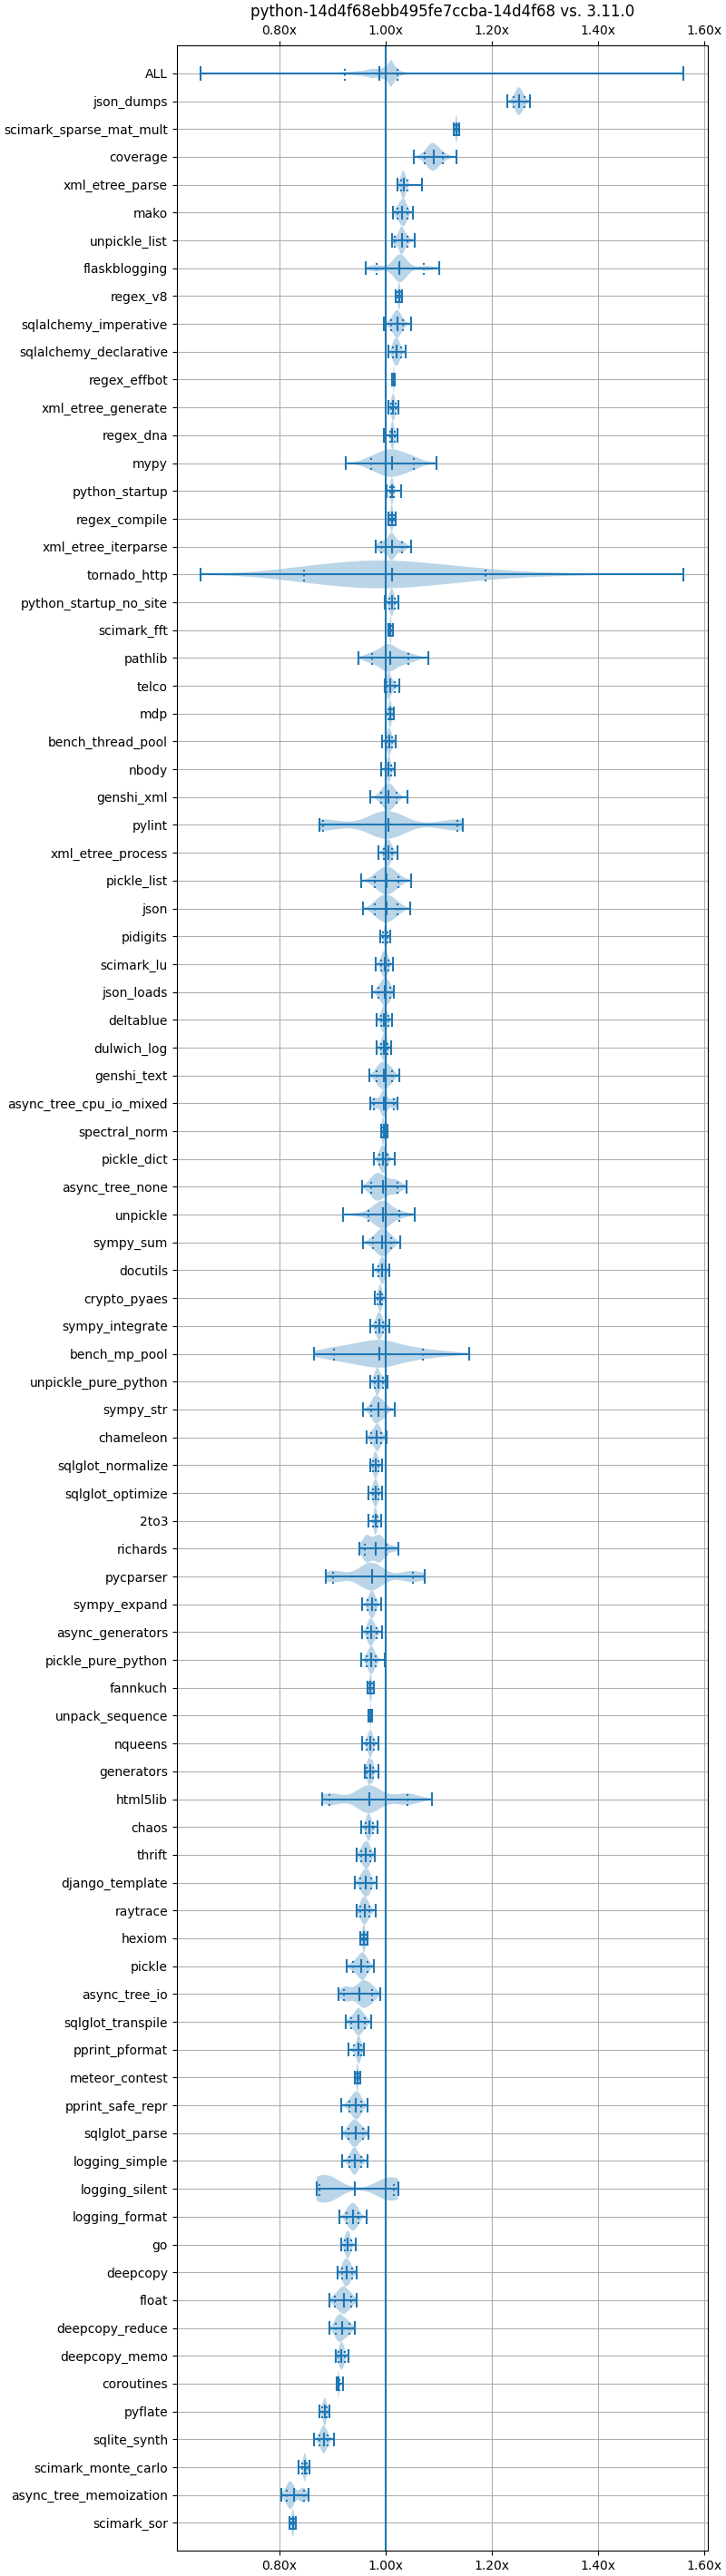 python-14d4f68ebb495fe7ccba-14d4f68 vs. 3.11.0
0.80x 1.00x 1.20x 1.40x 1.60x
ALL
json_dumps
scimark_sparse_mat_mult
coverage
xml_etree_parse
mako
unpickle_list
flaskblogging
regex_v8
sqlalchemy_imperative
sqlalchemy_declarative
regex_effbot
xml_etree_generate
regex_dna
mypy
python_startup
regex_compile
xml_etree_iterparse
tornado_http
python_startup_no_site
scimark_fft
pathlib
telco
mdp
bench_thread_pool
nbody
genshi_xml
pylint
xml_etree_process
pickle_list
json
pidigits
scimark_lu
json_loads
deltablue
dulwich_log
genshi_text
async_tree_cpu_io_mixed
spectral_norm
pickle_dict
async_tree_none
unpickle
sympy_sum
docutils
crypto_pyaes
sympy_integrate
bench_mp_pool
unpickle_pure_python
sympy_str
chameleon
sqlglot_normalize
sqlglot_optimize
2to3
richards
pycparser
sympy_expand
async_generators
pickle_pure_python
fannkuch
unpack_sequence
nqueens
generators
html5lib
chaos
thrift
django_template
raytrace
hexiom
pickle
async_tree_io
sqlglot_transpile
pprint_pformat
meteor_contest
pprint_safe_repr
sqlglot_parse
logging_simple
logging_silent
logging_format
go
deepcopy
float
deepcopy_reduce
deepcopy_memo
coroutines
pyflate
sqlite_synth
scimark_monte_carlo
async_tree_memoization
scimark_sor
0.80x 1.00x 1.20x 1.40x 1.60x